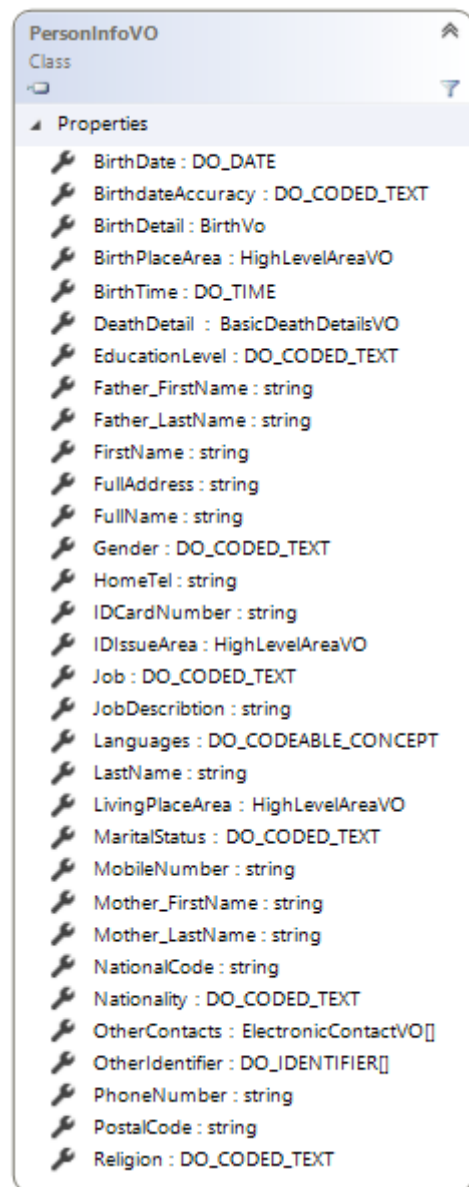 PersonInfoVO
Class
Properties
BirthDate : DO_DATE
BirthdateAccuracy : DO_CODED_TEXT
BirthDetail : BirthVo
BirthPlaceArea : HighLevelAreaVO
BirthTime : DO_TIME
DeathDetail : BasicDeathDetailsVO
EducationLevel : DO_CODED_TEXT
Father_FirstName : string
Father_LastName : string
FirstName : string
FullAddress : string
FullName : string
Gender : DO_CODED_TEXT
HomeTel : string
IDCardNumber : string
IDIssueArea : HighLevelAreaVO
Job : DO_CODED_TEXT
JobDescribtion : string
Languages : DO_CODEABLE_CONCEPT
LastName : string
LivingPlaceArea : HighLevelAreaVO
MaritalStatus : DO_CODED_TEXT
MobileNumber : string
Mother_FirstName : string
Mother_LastName : string
NationalCode : string
Nationality : DO_CODED_TEXT
OtherContacts : ElectronicContactVO[]
OtherIdentifier : DO_IDENTIFIER[]
PhoneNumber : string
PostalCode : string
Religion : DO_CODED_TEXT